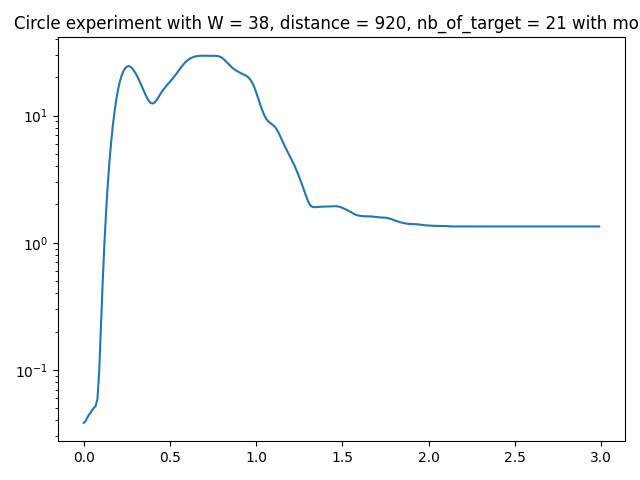 Circle experiment with W = 38, distance = 920, nb_of_target = 21 with mo
10¹
10⁰
10⁻¹
0.0 0.5 1.0 1.5 2.0 2.5 3.0